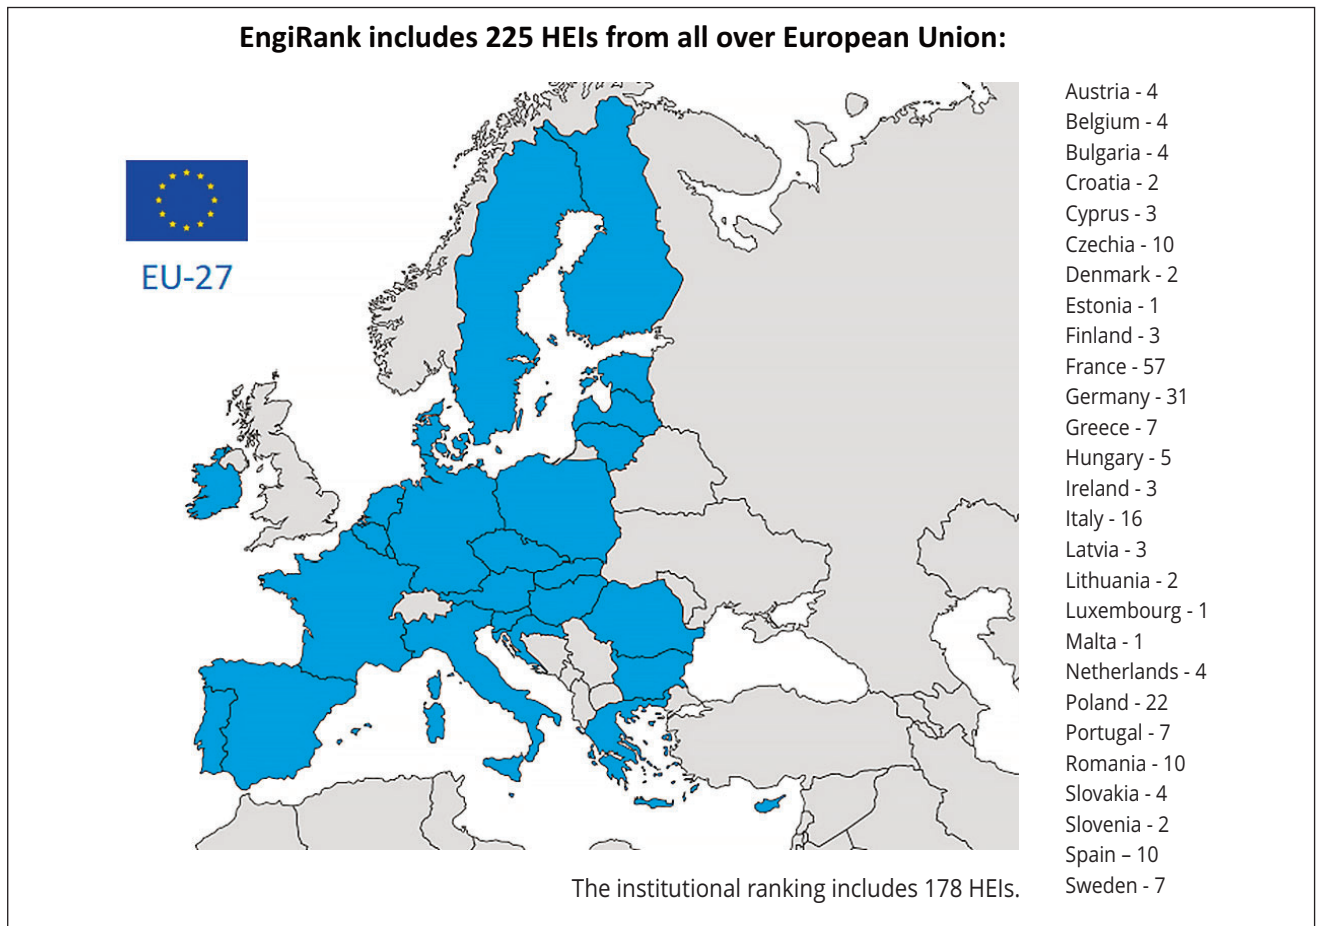 EngiRank includes 225 HEIs from all over European Union:
EU-27
Austria - 4
Belgium - 4
Bulgaria - 4
Croatia - 2
Cyprus - 3
Czechia - 10
Denmark - 2
Estonia - 1
Finland - 3
France - 57
Germany - 31
Greece - 7
Hungary - 5
Ireland - 3
Italy - 16
Latvia - 3
Lithuania - 2
Luxembourg - 1
Malta - 1
Netherlands - 4
Poland - 22
Portugal - 7
Romania - 10
Slovakia - 4
Slovenia - 2
Spain – 10
Sweden - 7
The institutional ranking includes 178 HEIs.